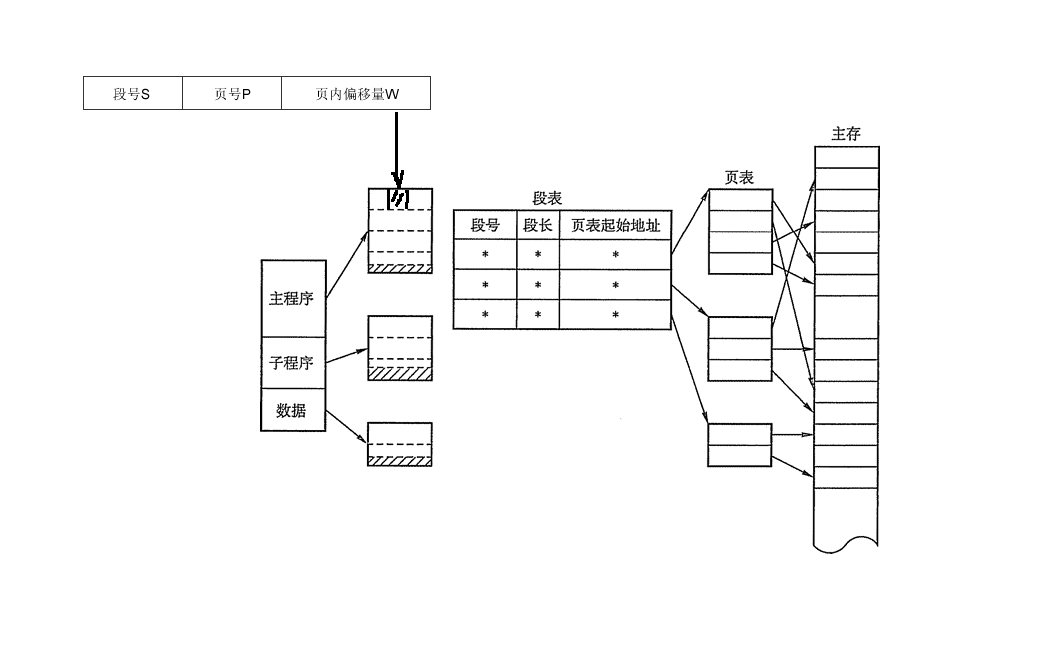 段号S 页号P 页内偏移量W
主存
页表
段表
段号 段长 页表起始地址
* * *
* * *
* * *
主程序
子程序
数据